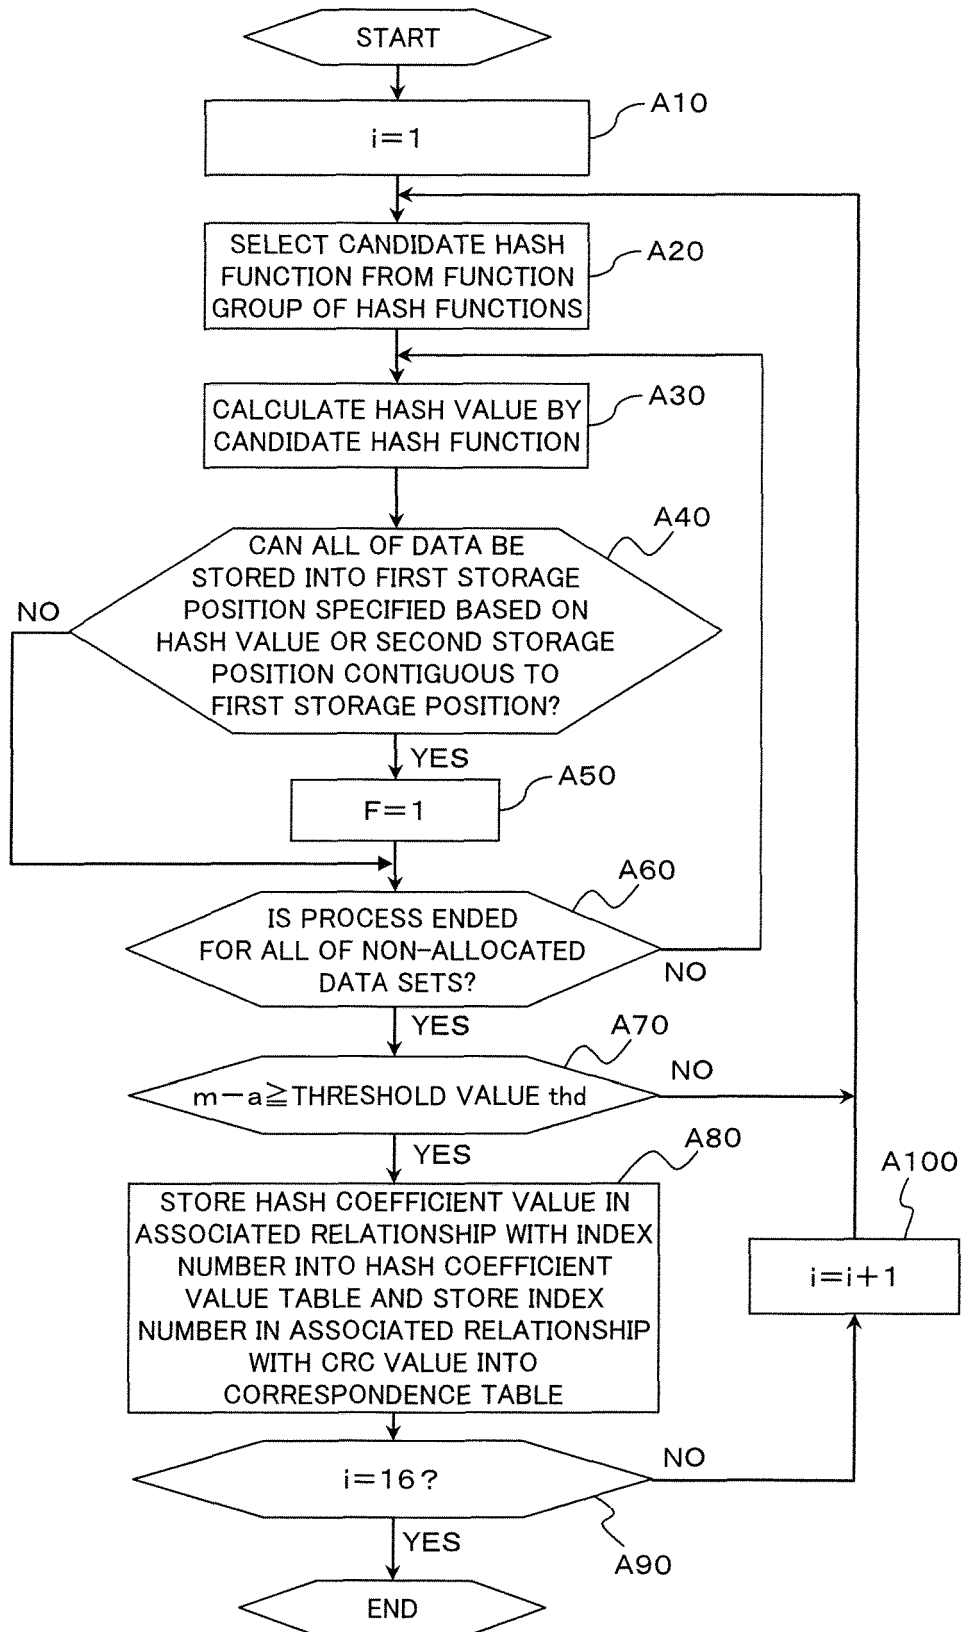 START
A10
i=1
SELECT CANDIDATE HASH
FUNCTION FROM FUNCTION
GROUP OF HASH FUNCTIONS
A20
CALCULATE HASH VALUE BY
CANDIDATE HASH FUNCTION
A30
A40
CAN ALL OF DATA BE
STORED INTO FIRST STORAGE
POSITION SPECIFIED BASED ON
HASH VALUE OR SECOND STORAGE
POSITION CONTIGUOUS TO
FIRST STORAGE POSITION?
NO
YES
A50
F=1
A60
IS PROCESS ENDED
FOR ALL OF NON-ALLOCATED
DATA SETS?
NO
YES
A70
m-a≧THRESHOLD VALUE thd
NO
YES
A80
STORE HASH COEFFICIENT VALUE IN
ASSOCIATED RELATIONSHIP WITH INDEX
NUMBER INTO HASH COEFFICIENT
VALUE TABLE AND STORE INDEX
NUMBER IN ASSOCIATED RELATIONSHIP
WITH CRC VALUE INTO
CORRESPONDENCE TABLE
A100
i=i+1
i=16?
NO
YES
A90
END